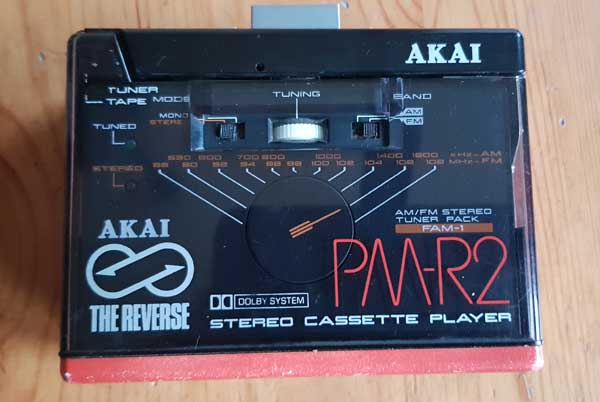 AKAI
TUNER
TAPE MODE
TUNING
BAND
MONO
STEREO
AM
FM
TUNED
STEREO
530 600 700 800 1000 1400 1600 KHz-AM
88 90 92 94 96 98 100 102 104 106 108 MHz-FM
AM/FM STEREO
TUNER PACK
FAM-1
AKAI
THE REVERSE
PM-R2
DOLBY SYSTEM
STEREO CASSETTE PLAYER